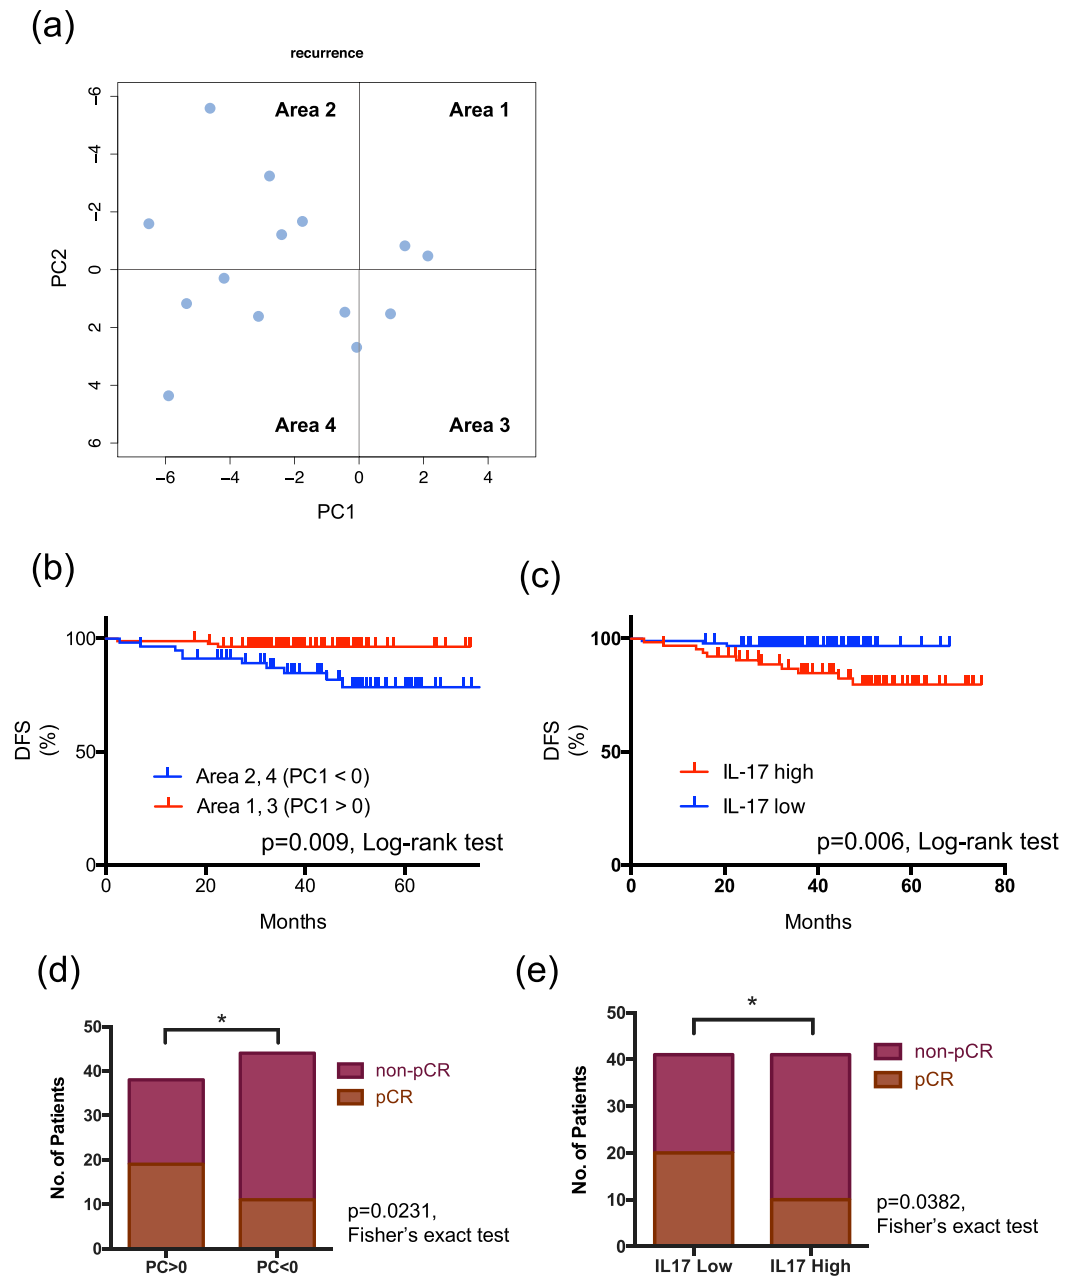 (a)
recurrence
Area 2
Area 1
Area 4
Area 3
PC2
-6
-4
-2
0
2
4
6
-6 -4 -2 0 2 4
PC1
(b)
100
50
0
DFS
(%)
Area 2, 4 (PC1 < 0)
Area 1, 3 (PC1 > 0)
p=0.009, Log-rank test
0 20 40 60
Months
(c)
100
50
0
DFS
(%)
IL-17 high
IL-17 low
p=0.006, Log-rank test
0 20 40 60 80
Months
(d)
No. of Patients
50
40
30
20
10
0
*
non-pCR
pCR
p=0.0231,
Fisher's exact test
PC>0 PC<0
(e)
No. of Patients
50
40
30
20
10
0
*
non-pCR
pCR
p=0.0382,
Fisher's exact test
IL17 Low IL17 High